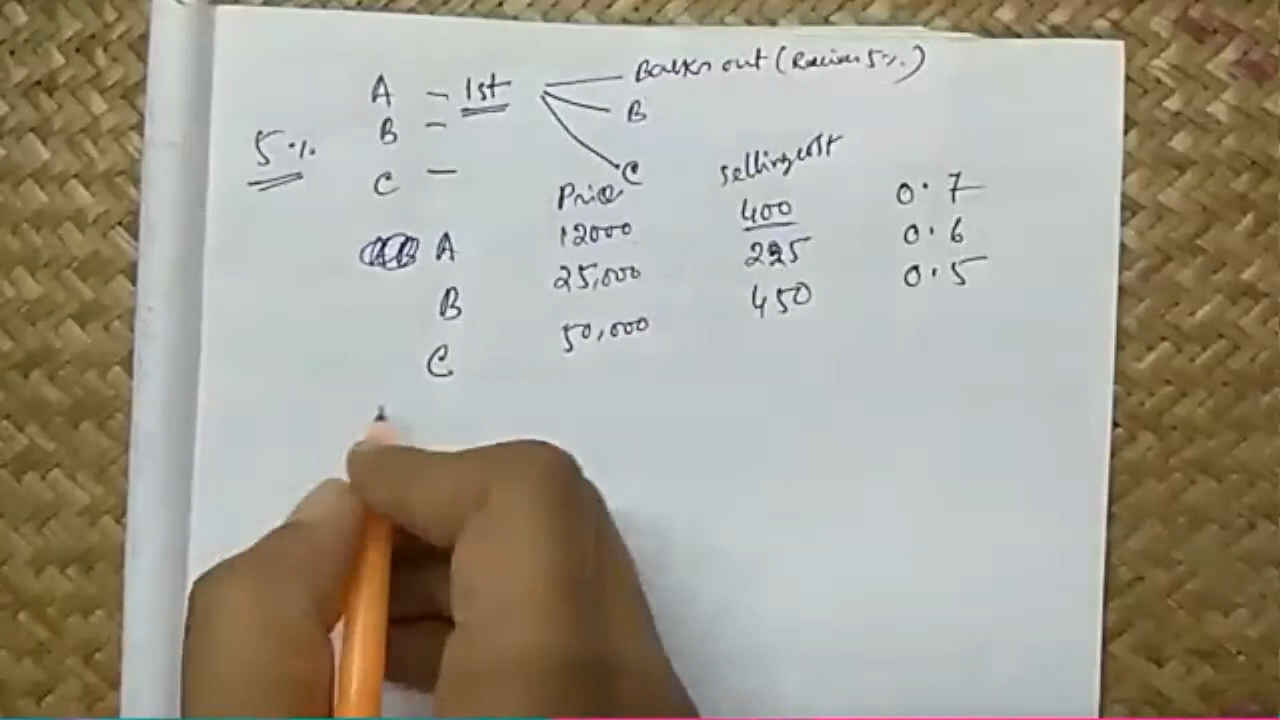 A - 1st Backs out (Receives 5%)
B - B
5%
C - C
Price selling cost
A 12000 400 0.7
B 25,000 225 0.6
C 50,000 450 0.5